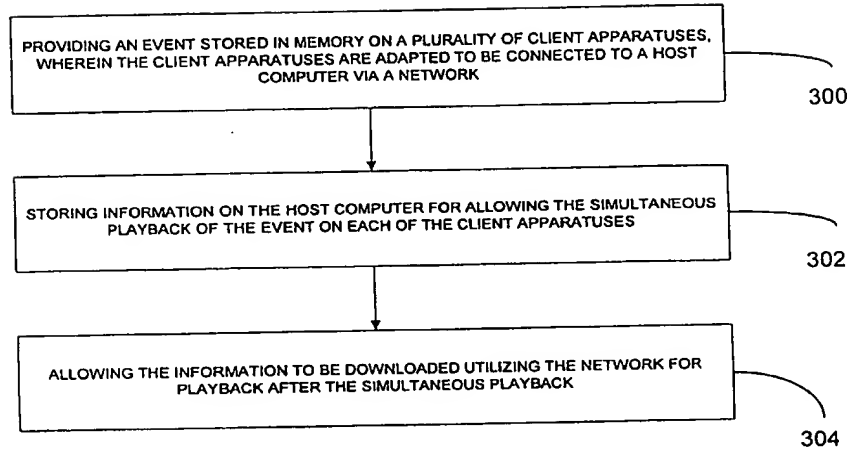 PROVIDING AN EVENT STORED IN MEMORY ON A PLURALITY OF CLIENT APPARATUSES,
WHEREIN THE CLIENT APPARATUSES ARE ADAPTED TO BE CONNECTED TO A HOST
COMPUTER VIA A NETWORK
300
STORING INFORMATION ON THE HOST COMPUTER FOR ALLOWING THE SIMULTANEOUS
PLAYBACK OF THE EVENT ON EACH OF THE CLIENT APPARATUSES
302
ALLOWING THE INFORMATION TO BE DOWNLOADED UTILIZING THE NETWORK FOR
PLAYBACK AFTER THE SIMULTANEOUS PLAYBACK
304